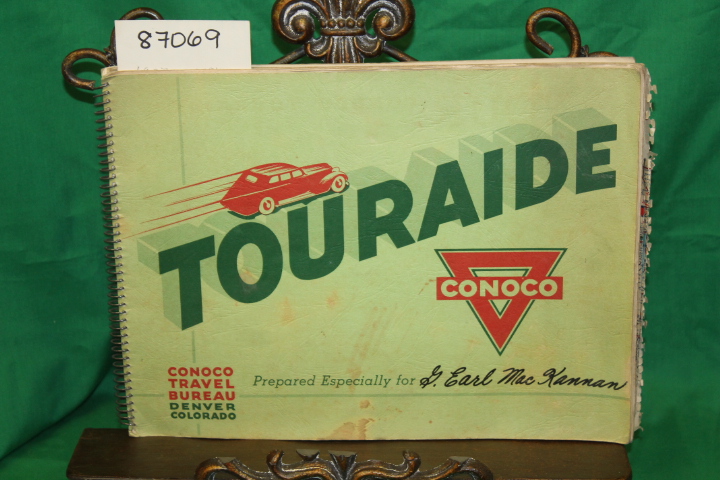 87069
TOURAIDE
CONOCO
CONOCO
TRAVEL
BUREAU
DENVER
COLORADO
Prepared Especially for G. Earl Mac Kannan